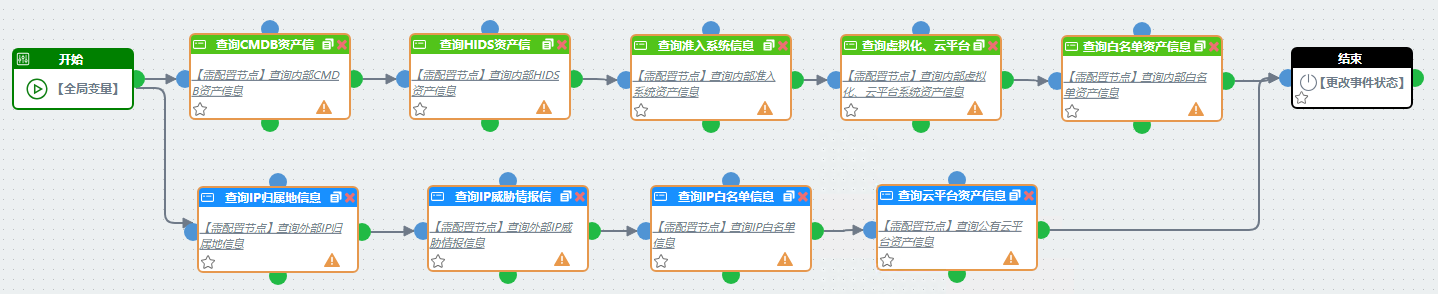 开始
【全局变量】
查询CMDB资产信
【需配置节点】查询内部CMD
B资产信息
查询HIDS资产信
【需配置节点】查询内部HIDS
资产信息
查询准入系统信息
【需配置节点】查询内部准入
系统资产信息
查询虚拟化、云平台
【需配置节点】查询内部虚拟
化、云平台系统资产信息
查询白名单资产信息
【需配置节点】查询内部白名
单资产信息
结束
【更改事件状态】
查询IP归属地信息
【需配置节点】查询外部IP归
属地信息
查询IP威胁情报信
【需配置节点】查询外部IP威
胁情报信息
查询IP白名单信息
【需配置节点】查询IP白名单
信息
查询云平台资产信息
【需配置节点】查询公有云平
台资产信息